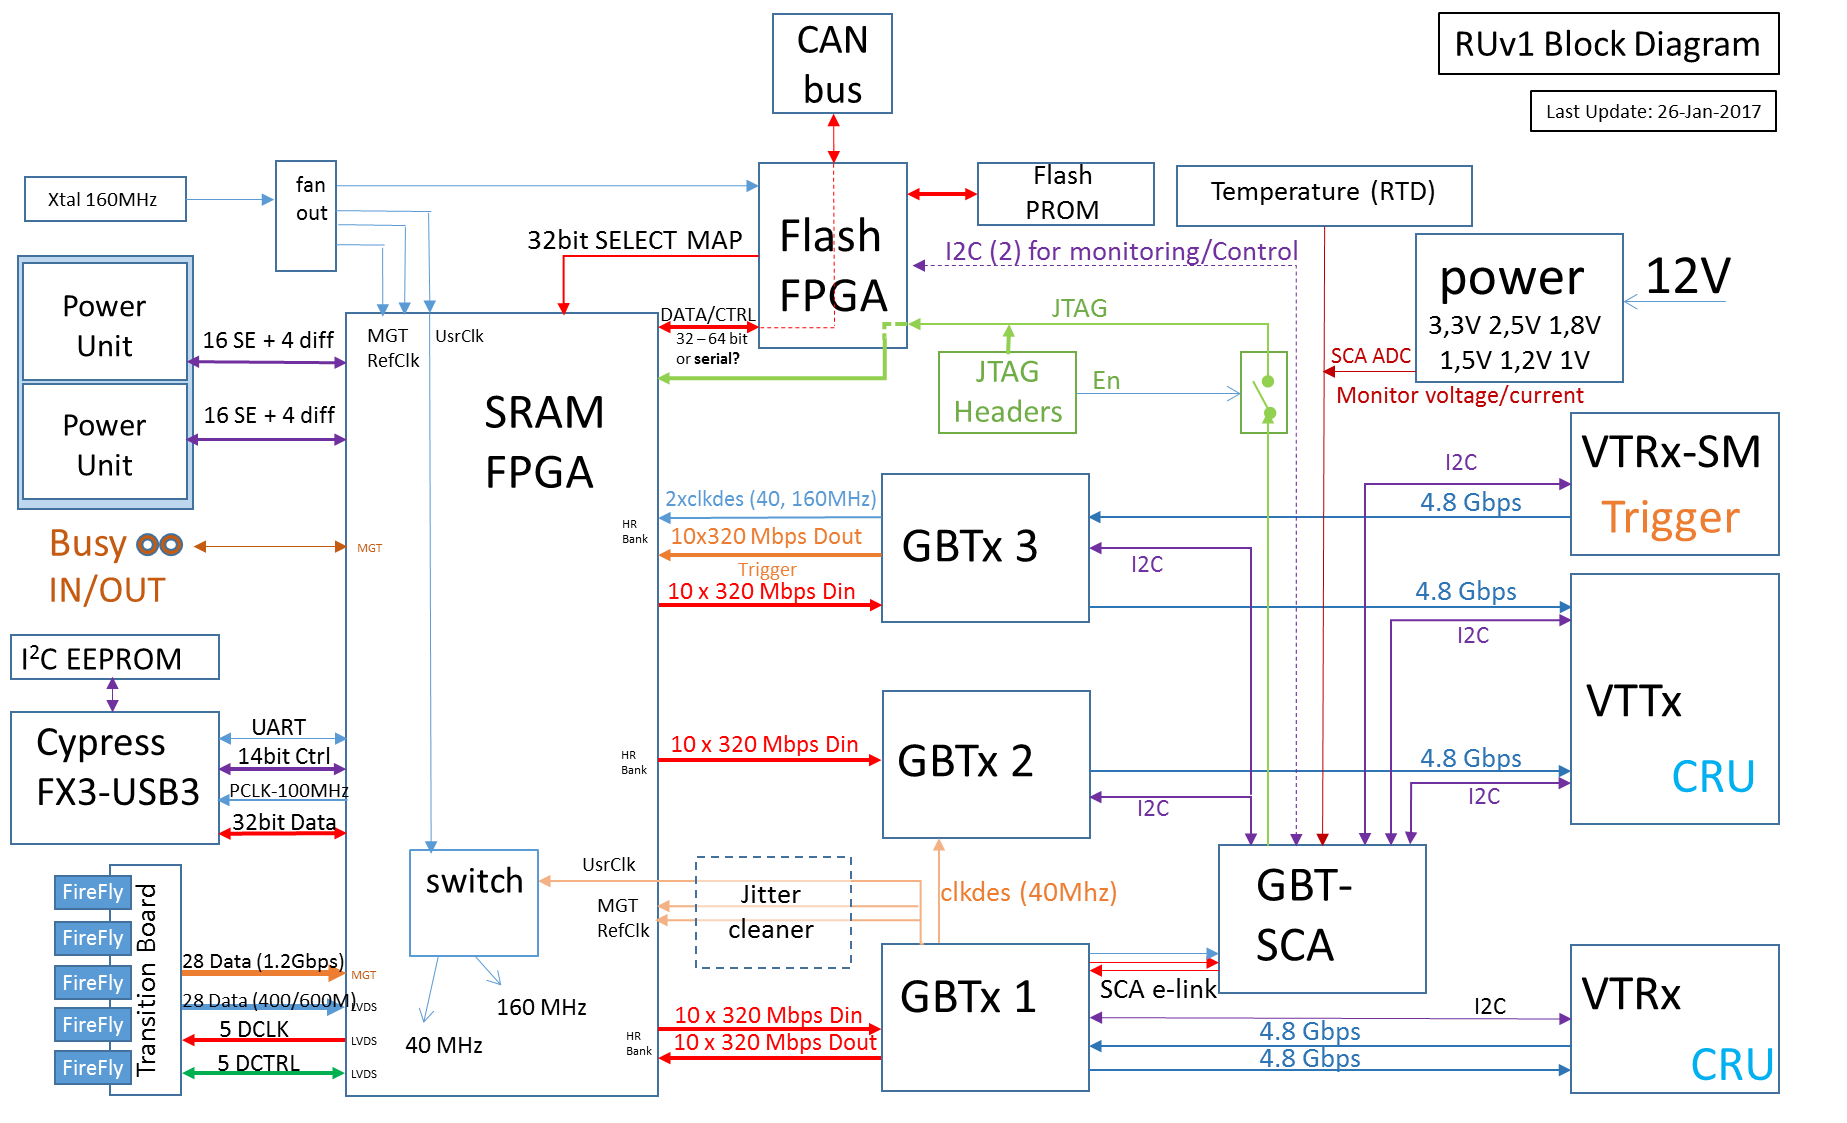 CAN
bus
RUv1 Block Diagram
Last Update: 26-Jan-2017
Xtal 160MHz
fan
out
Flash
FPGA
Flash
PROM
Temperature (RTD)
32bit SELECT MAP
I2C (2) for monitoring/Control
power
3,3V 2,5V 1,8V
1,5V 1,2V 1V
12V
Power
Unit
Power
Unit
16 SE + 4 diff
16 SE + 4 diff
MGT
RefClk
UsrClk
DATA/CTRL
32 – 64 bit
or serial?
JTAG
JTAG
Headers
En
SCA ADC
Monitor voltage/current
SRAM
FPGA
VTRx-SM
Trigger
I2C
4.8 Gbps
2xclkdes (40, 160MHz)
HR
Bank
10x320 Mbps Dout
Trigger
10 x 320 Mbps Din
GBTx 3
I2C
Busy
IN/OUT
MGT
4.8 Gbps
I2C
I2C EEPROM
Cypress
FX3-USB3
UART
14bit Ctrl
PCLK-100MHz
32bit Data
HR
Bank
10 x 320 Mbps Din
GBTx 2
I2C
4.8 Gbps
I2C
VTTx
CRU
switch
UsrClk
MGT
RefClk
Jitter
cleaner
clkdes (40Mhz)
GBT-
SCA
FireFly
FireFly
FireFly
FireFly
FireFly
Transition Board
28 Data (1.2Gbps)
MGT
28 Data (400/600M)
LVDS
5 DCLK
LVDS
5 DCTRL
LVDS
160 MHz
40 MHz
HR
Bank
10 x 320 Mbps Din
10 x 320 Mbps Dout
GBTx 1
SCA e-link
I2C
4.8 Gbps
4.8 Gbps
VTRx
CRU